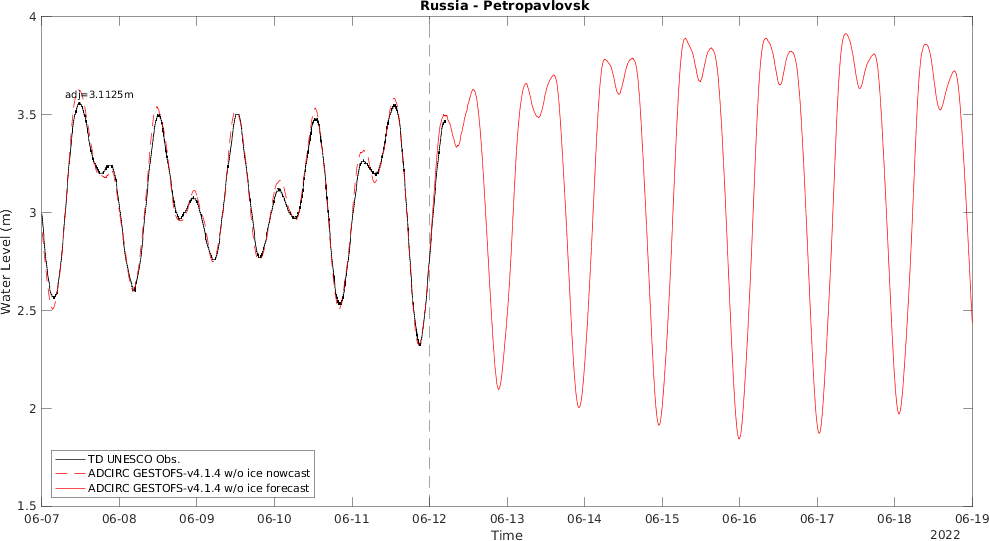 Russia - Petropavlovsk
adj=3.1125m
4
3.5
3
2.5
2
1.5
Water Level (m)
TD UNESCO Obs.
ADCIRC GESTOFS-v4.1.4 w/o ice nowcast
ADCIRC GESTOFS-v4.1.4 w/o ice forecast
06-07 06-08 06-09 06-10 06-11 06-12 06-13 06-14 06-15 06-16 06-17 06-18 06-19
Time
2022